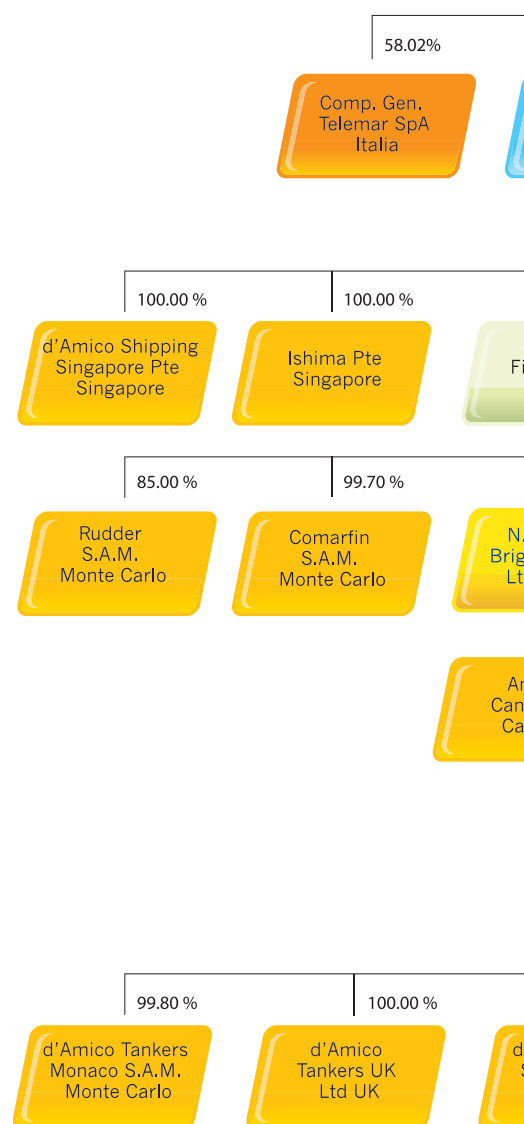 58.02%
Comp. Gen.
Telemar SpA
Italia
100.00 %
100.00 %
d'Amico Shipping
Singapore Pte
Singapore
Ishima Pte
Singapore
85.00 %
99.70 %
Rudder
S.A.M.
Monte Carlo
Comarfin
S.A.M.
Monte Carlo
N.
99.80 %
100.00 %
d'Amico Tankers
Monaco S.A.M.
Monte Carlo
d'Amico
Tankers UK
Ltd UK